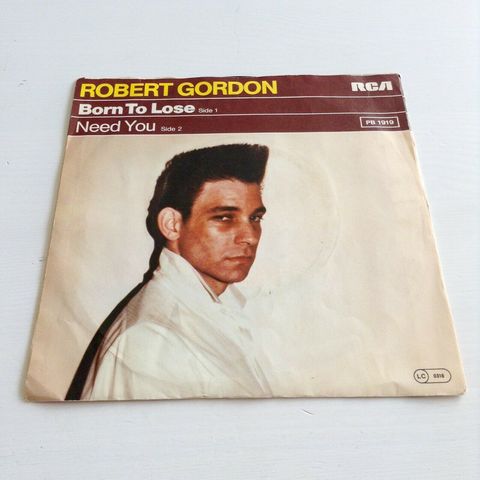 ROBERT GORDON RCA
Born To Lose Side 1
Need You Side 2 PB 1919
LC 0316